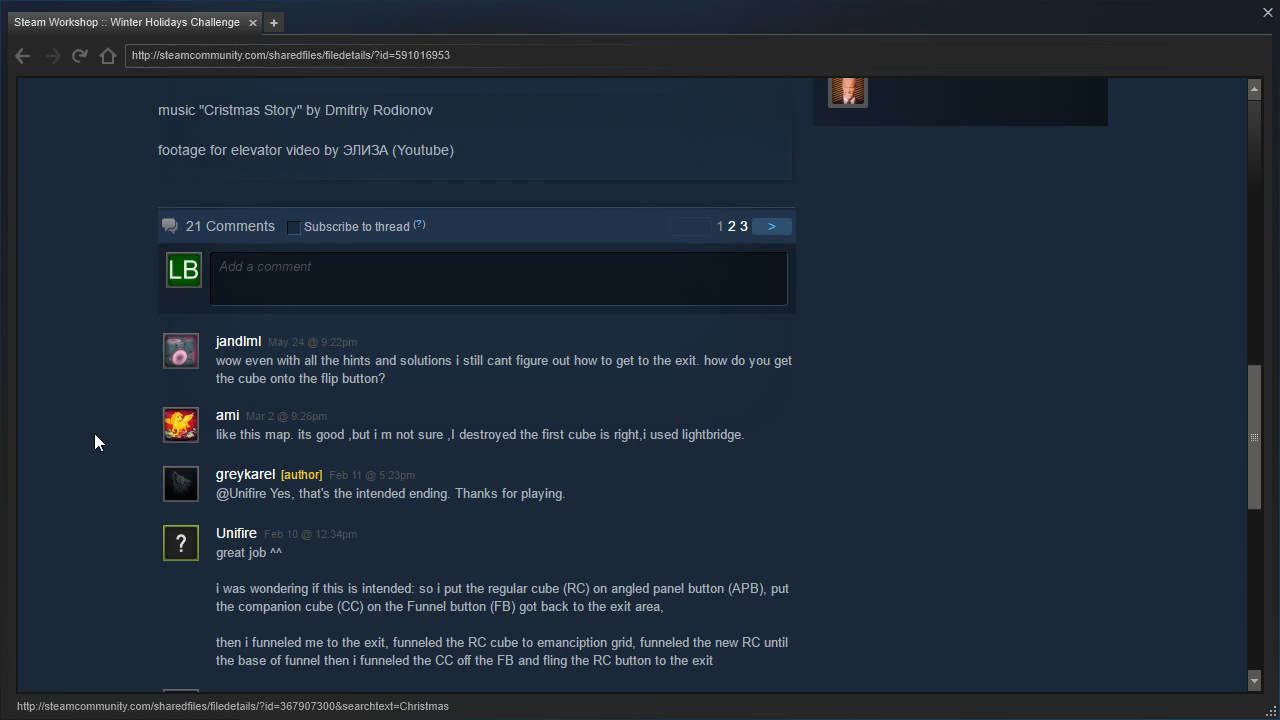 Steam Workshop :: Winter Holidays Challenge
http://steamcommunity.com/sharedfiles/filedetails/?id=591016953
music "Cristmas Story" by Dmitriy Rodionov
footage for elevator video by ЭЛИЗА (Youtube)
21 Comments Subscribe to thread (?) 1 2 3 >
LB Add a comment
jandlml May 24 @ 9:22pm
wow even with all the hints and solutions i still cant figure out how to get to the exit. how do you get
the cube onto the flip button?
ami Mar 2 @ 9:26pm
like this map. its good ,but i m not sure ,I destroyed the first cube is right,i used lightbridge.
greykarel [author] Feb 11 @ 5:23pm
@Unifire Yes, that's the intended ending. Thanks for playing.
? Unifire Feb 10 @ 12:34pm
great job ^^
i was wondering if this is intended: so i put the regular cube (RC) on angled panel button (APB), put
the companion cube (CC) on the Funnel button (FB) got back to the exit area,
then i funneled me to the exit, funneled the RC cube to emanciption grid, funneled the new RC until
the base of funnel then i funneled the CC off the FB and fling the RC button to the exit
http://steamcommunity.com/sharedfiles/filedetails/?id=367907300&searchtext=Christmas